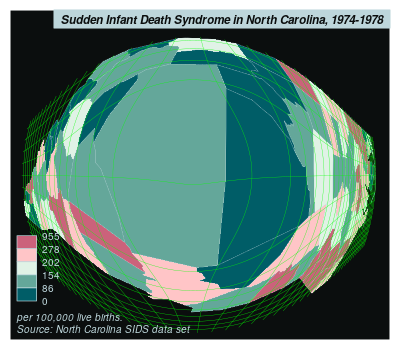 Sudden Infant Death Syndrome in North Carolina, 1974-1978
955
278
202
154
86
0
per 100,000 live births.
Source: North Carolina SIDS data set